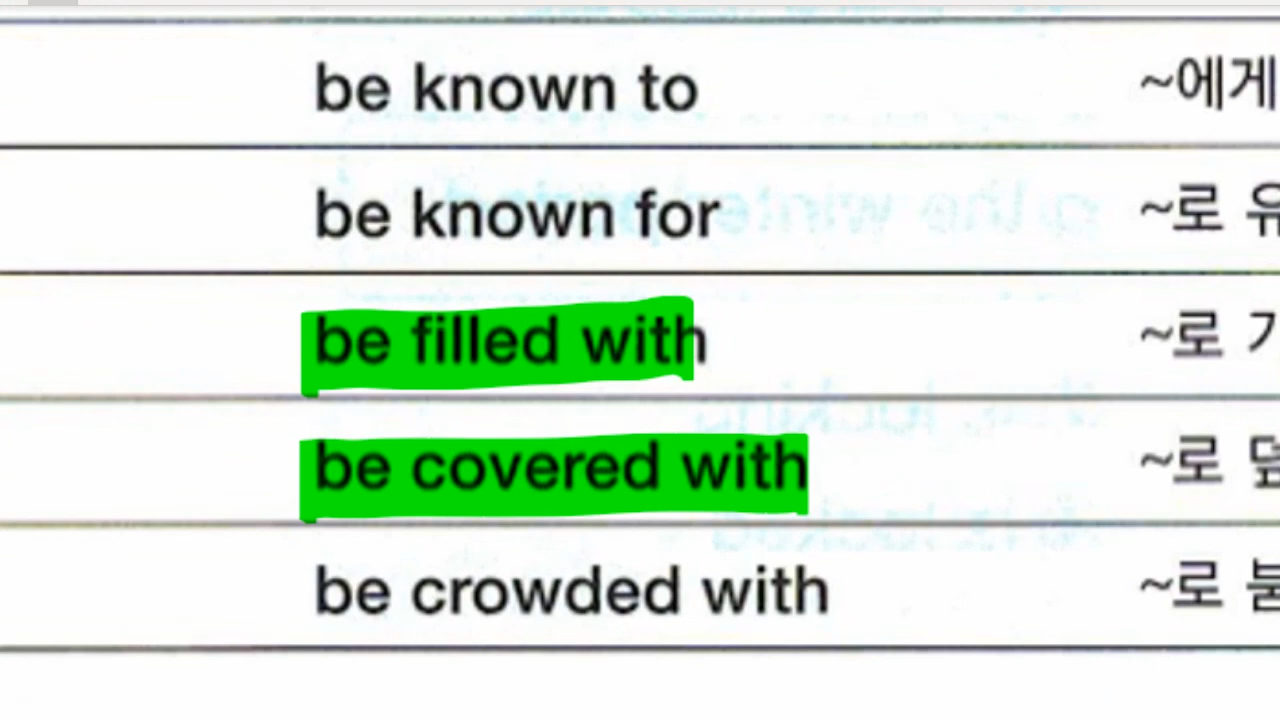 be known to ~에게
be known for ~로
be filled with ~로
be covered with ~로
be crowded with ~로